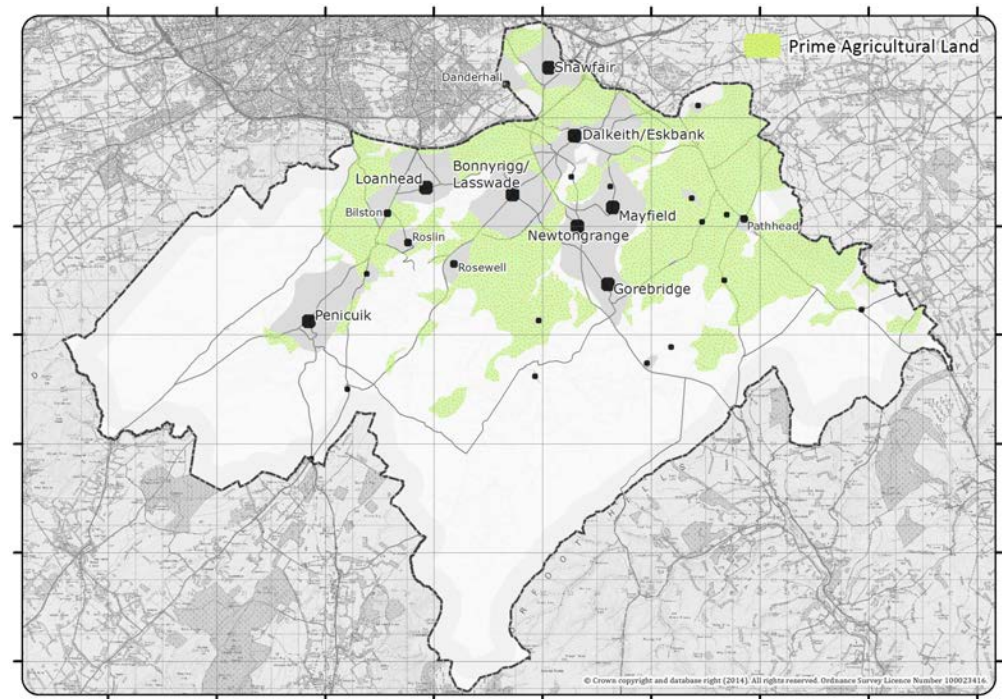 Prime Agricultural Land
Shawfair
Danderhall
Dalkeith/Eskbank
Bonnyrigg/
Lasswade
Loanhead
Mayfield
Bilston
Pathhead
Newtongrange
Roslin
Rosewell
Gorebridge
Penicuik
© Crown copyright and database right (2014). All rights reserved. Ordnance Survey Licence Number 100023416.